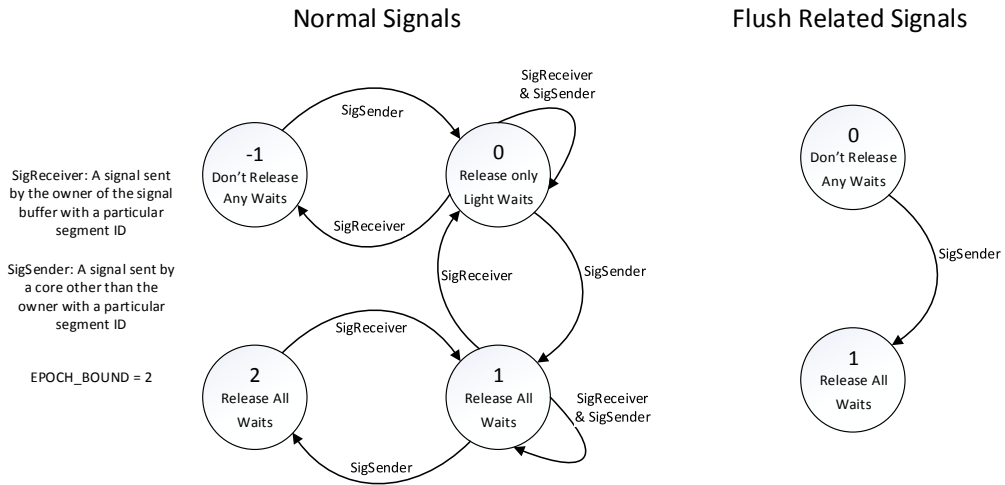 Normal Signals
Flush Related Signals
SigReceiver
& SigSender
SigSender
-1
Don't Release
Any Waits
0
Release only
Light Waits
0
Don't Release
Any Waits
SigReceiver: A signal sent
by the owner of the signal
buffer with a particular
segment ID
SigReceiver
SigSender: A signal sent by
a core other than the
owner with a particular
segment ID
SigReceiver
SigSender
SigSender
SigReceiver
EPOCH_BOUND = 2
2
Release All
Waits
1
Release All
Waits
SigReceiver
& SigSender
1
Release All
Waits
SigSender